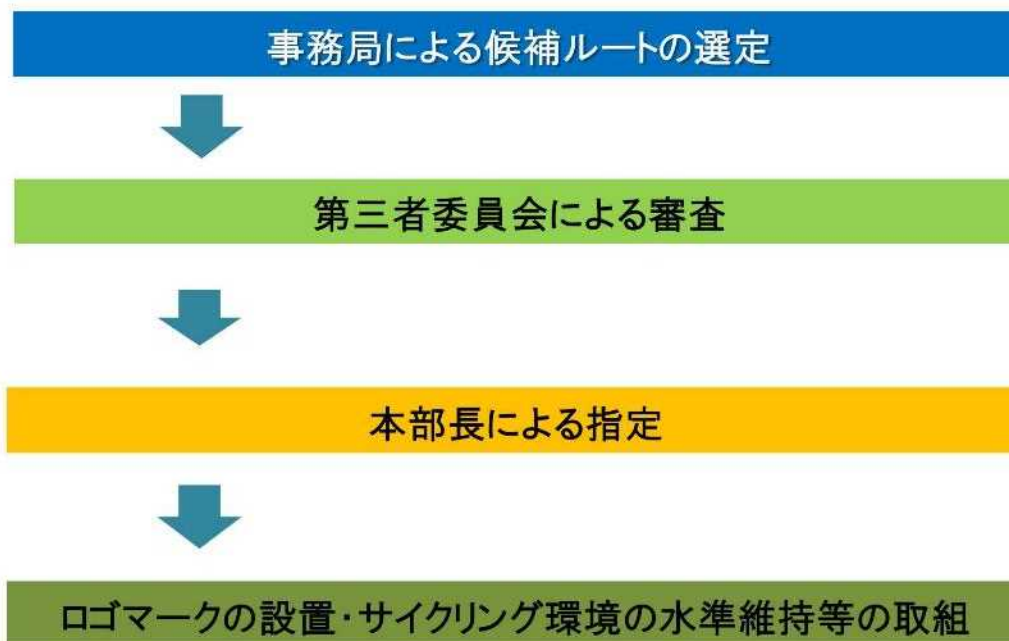 事務局による候補ルートの選定
第三者委員会による審査
本部長による指定
ロゴマークの設置・サイクリング環境の水準維持等の取組